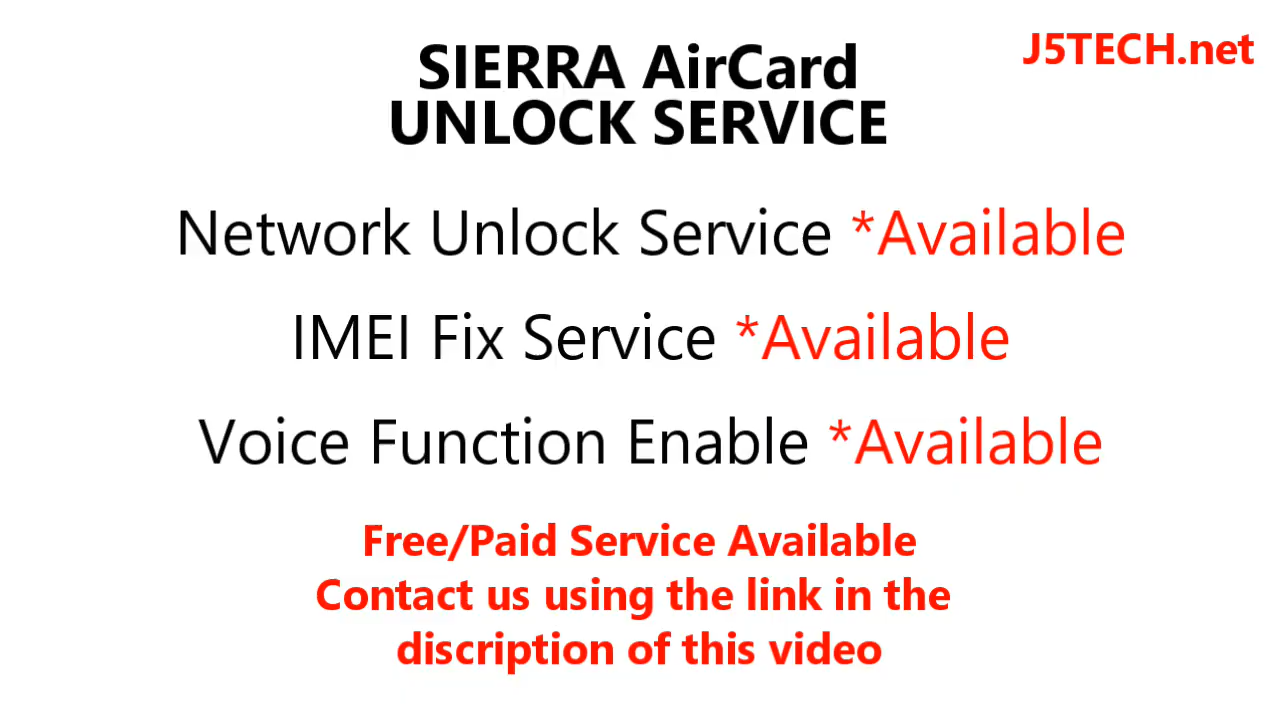 J5TECH.net
SIERRA AirCard
UNLOCK SERVICE
Network Unlock Service *Available
IMEI Fix Service *Available
Voice Function Enable *Available
Free/Paid Service Available
Contact us using the link in the
discription of this video